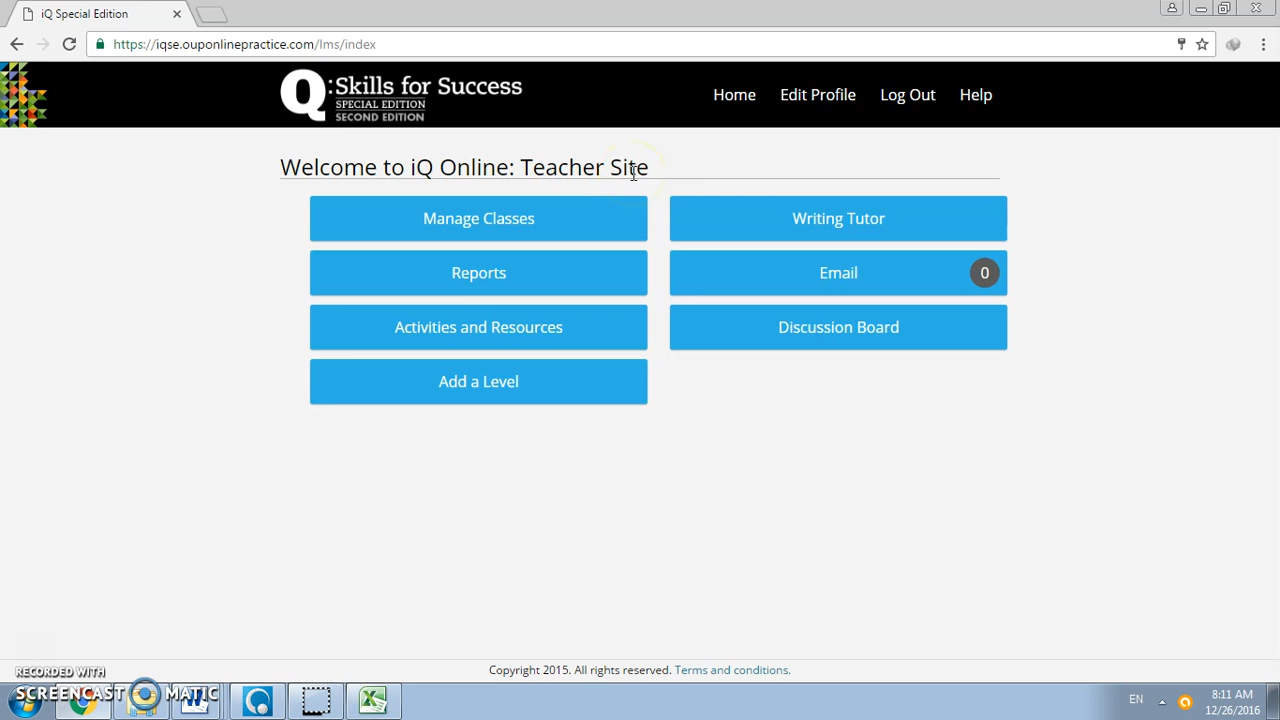 iQ Special Edition
https://iqse.ouponlinepractice.com/lms/index
Q:Skills for Success
SPECIAL EDITION
SECOND EDITION
Home
Edit Profile
Log Out
Help
Welcome to iQ Online: Teacher Site
Manage Classes
Writing Tutor
Reports
Email
0
Activities and Resources
Discussion Board
Add a Level
Copyright 2015. All rights reserved. Terms and conditions.
RECORDED WITH
SCREENCAST MATIC
EN
8:11 AM
12/26/2016